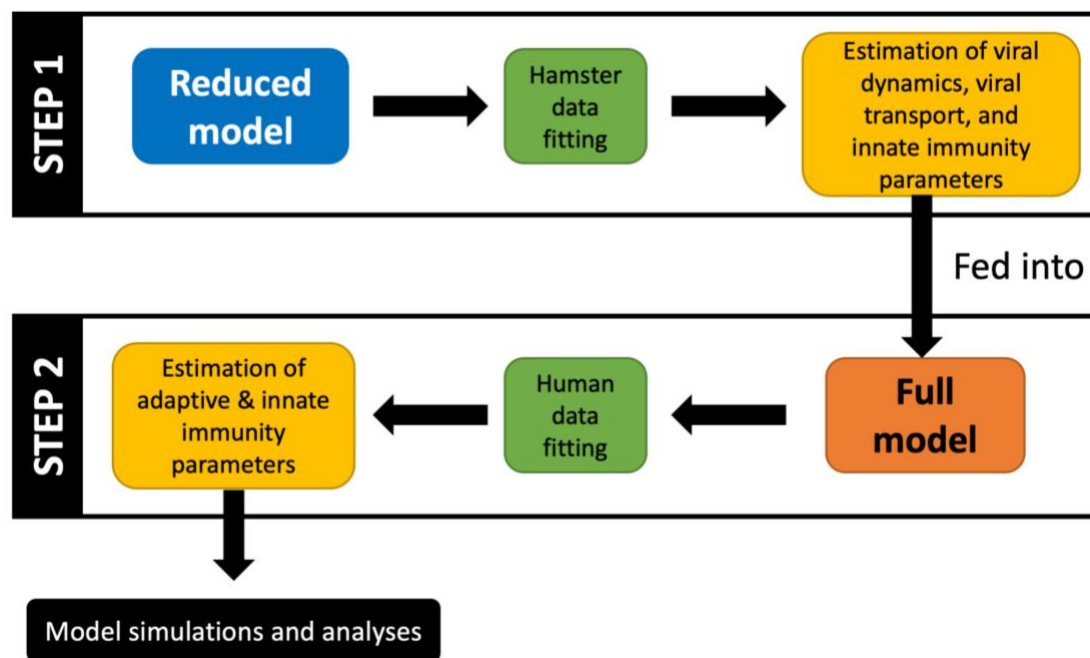 STEP 1
Reduced
model
Hamster
data
fitting
Estimation of viral
dynamics, viral
transport, and
innate immunity
parameters
Fed into
STEP 2
Full
model
Human
data
fitting
Estimation of
adaptive & innate
immunity
parameters
Model simulations and analyses